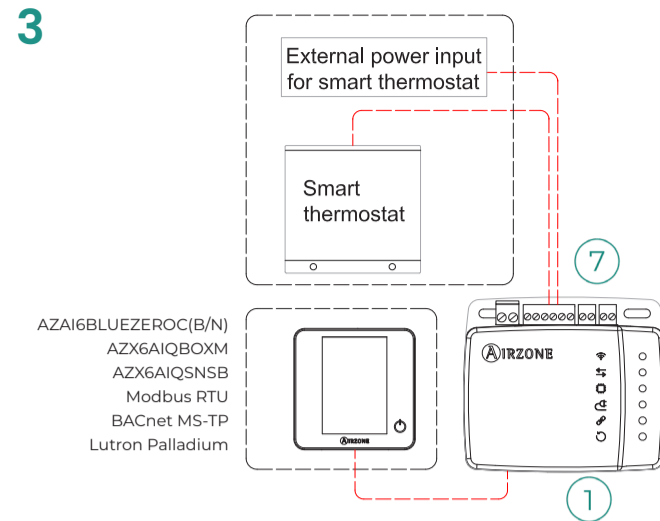 3
External power input
for smart thermostat
Smart
thermostat
7
AZAI6BLUEZEROC(B/N)
AZX6AIQBOXM
AZX6AIQSNSB
Modbus RTU
BACnet MS-TP
Lutron Palladium
AIRZONE
AIRZONE
1